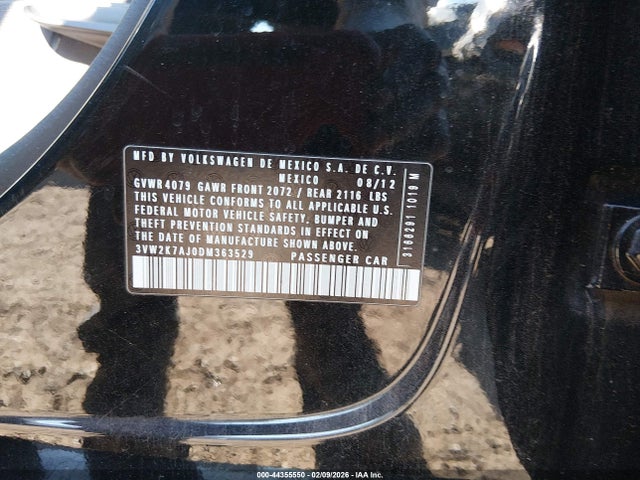 MFD BY VOLKSWAGEN DE MEXICO S.A. DE C.V.
MEXICO 08/12
GVWR 4079 GAWR FRONT 2072 / REAR 2116 LBS
THIS VEHICLE CONFORMS TO ALL APPLICABLE U.S.
FEDERAL MOTOR VEHICLE SAFETY, BUMPER AND
THEFT PREVENTION STANDARDS IN EFFECT ON
THE DATE OF MANUFACTURE SHOWN ABOVE.
3VW2K7AJ0DM363529 PASSENGER CAR
3166291 1019 M
000-44355550 - 02/09/2026 - IAA Inc.